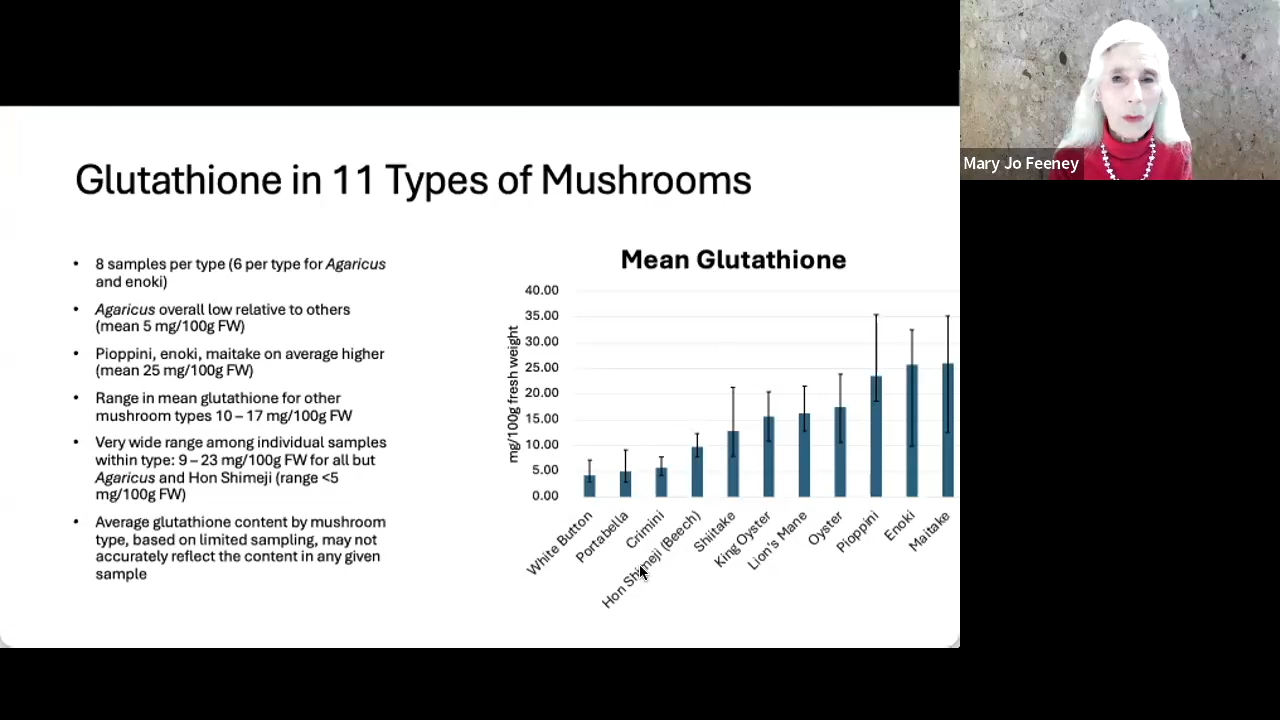 Mary Jo Feeney
Glutathione in 11 Types of Mushrooms
• 8 samples per type (6 per type for Agaricus
and enoki)
• Agaricus overall low relative to others
(mean 5 mg/100g FW)
• Pioppini, enoki, maitake on average higher
(mean 25 mg/100g FW)
• Range in mean glutathione for other
mushroom types 10 – 17 mg/100g FW
• Very wide range among individual samples
within type: 9 – 23 mg/100g FW for all but
Agaricus and Hon Shimeji (range <5
mg/100g FW)
• Average glutathione content by mushroom
type, based on limited sampling, may not
accurately reflect the content in any given
sample
Mean Glutathione
mg/100g fresh weight
40.00
35.00
30.00
25.00
20.00
15.00
10.00
5.00
0.00
White Button
Portabella
Crimini
Hon Shimeji (Beech)
Shiitake
King Oyster
Lion's Mane
Oyster
Pioppini
Enoki
Maitake